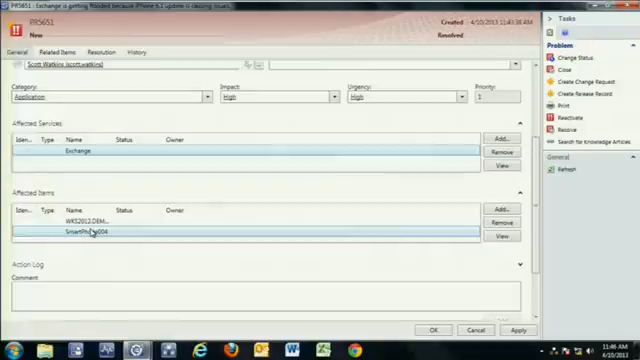 PR5651 : Exchange is getting flooded because iPhone 6.1 update is causing issues.
PR5651
New
Created 4/10/2013 11:43:38 AM
Resolved:
General Related Items Resolution History
Scott Watkins (scott.watkins)
Category: Impact: Urgency: Priority:
Application High High 1
Affected Services
Iden... Type Name Status Owner
Exchange
Add...
Remove
View
Affected Items
Iden... Type Name Status Owner
WKS2012.DEM...
Add...
Remove
View
Action Log
Comment:
OK Cancel Apply
Tasks
Problem
Change Status
Close
Create Change Request
Create Release Record
Print
Reactivate
Resolve
Search for Knowledge Articles
General
Refresh
11:46 AM
4/10/2013